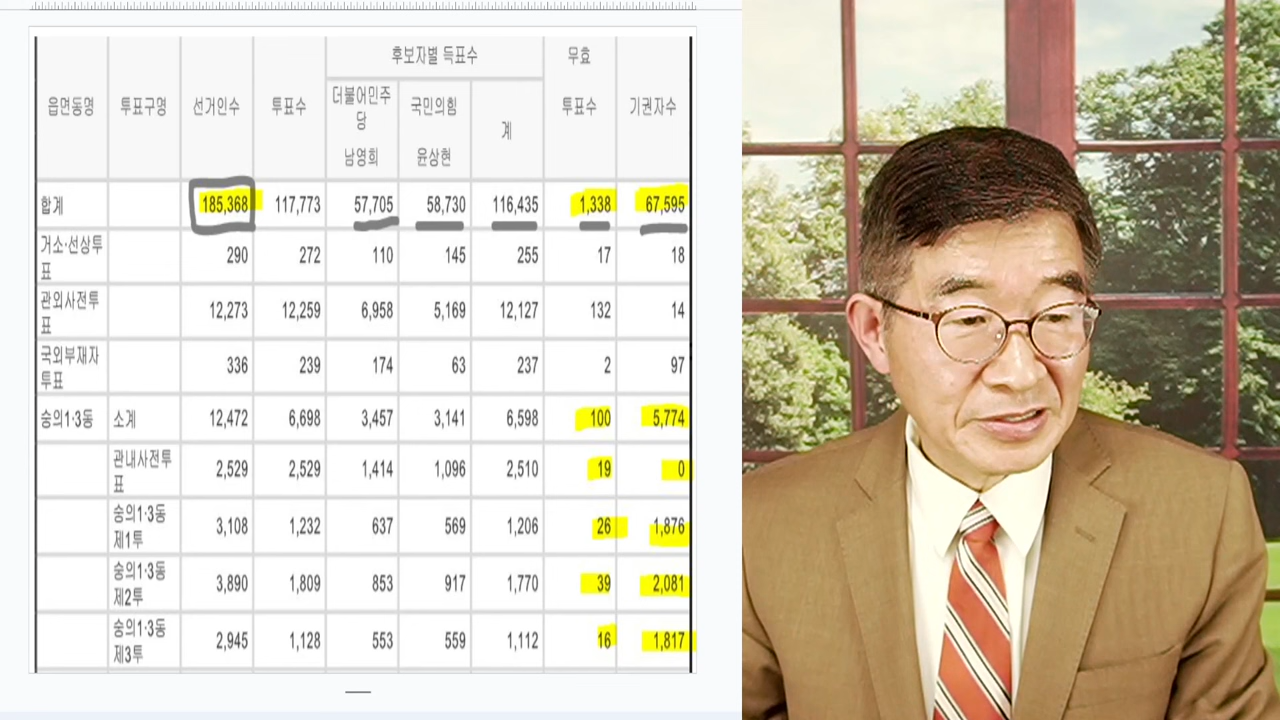 후보자별 득표수 무효
읍면동명 투표구명 선거인수 투표수 더불어민주 국민의힘 계 투표수 기권자수
당
남영희 윤상현
합계 185,368 117,773 57,705 58,730 116,435 1,338 67,595
거소·선상투 290 272 110 145 255 17 18
표
관외사전투 12,273 12,259 6,958 5,169 12,127 132 14
표
국외부재자 336 239 174 63 237 2 97
투표
숭의1·3동 소계 12,472 6,698 3,457 3,141 6,598 100 5,774
관내사전투 2,529 2,529 1,414 1,096 2,510 19 0
표
숭의1·3동 3,108 1,232 637 569 1,206 26 1,876
제1투
숭의1·3동 3,890 1,809 853 917 1,770 39 2,081
제2투
숭의1·3동 2,945 1,128 553 559 1,112 16 1,817
제3투